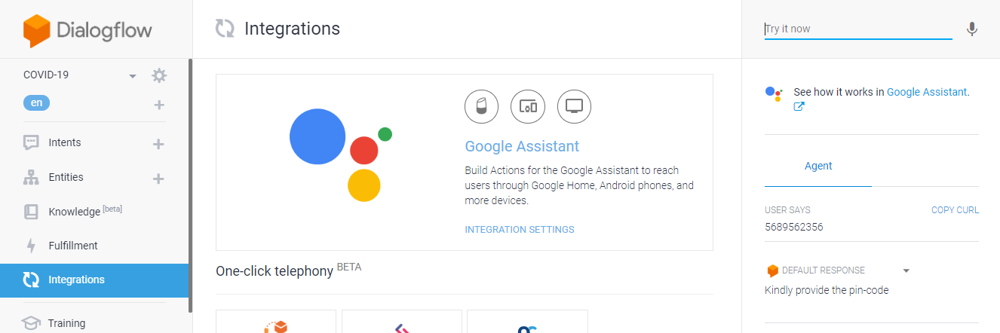 Dialogflow
COVID-19
en
Intents
Entities
Knowledge [beta]
Fulfillment
Integrations
Training
Integrations
Google Assistant
Build Actions for the Google Assistant to reach
users through Google Home, Android phones, and
more devices.
INTEGRATION SETTINGS
One-click telephony BETA
Try it now
See how it works in Google Assistant.
Agent
USER SAYS COPY CURL
5689562356
DEFAULT RESPONSE
Kindly provide the pin-code